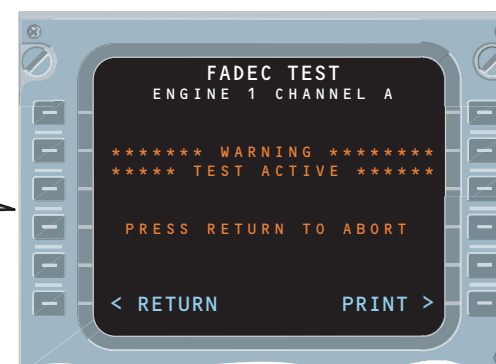 FADEC TEST
ENGINE 1 CHANNEL A
******* WARNING ********
***** TEST ACTIVE ******
PRESS RETURN TO ABORT
< RETURN PRINT >